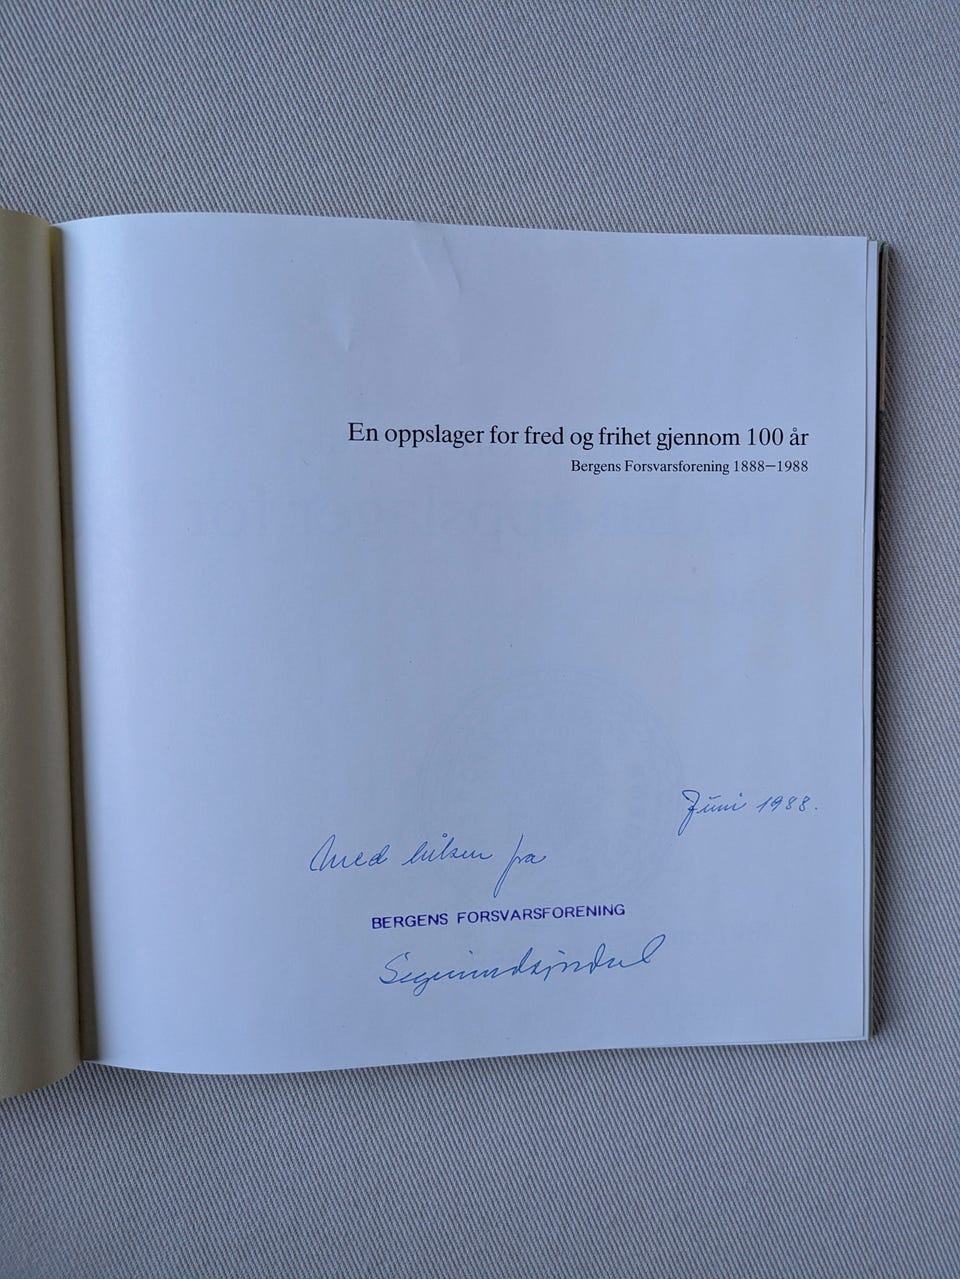 En oppslager for fred og frihet gjennom 100 år
Bergens Forsvarsforening 1888–1988
Juni 1988.
Med hilsen fra
BERGENS FORSVARSFORENING